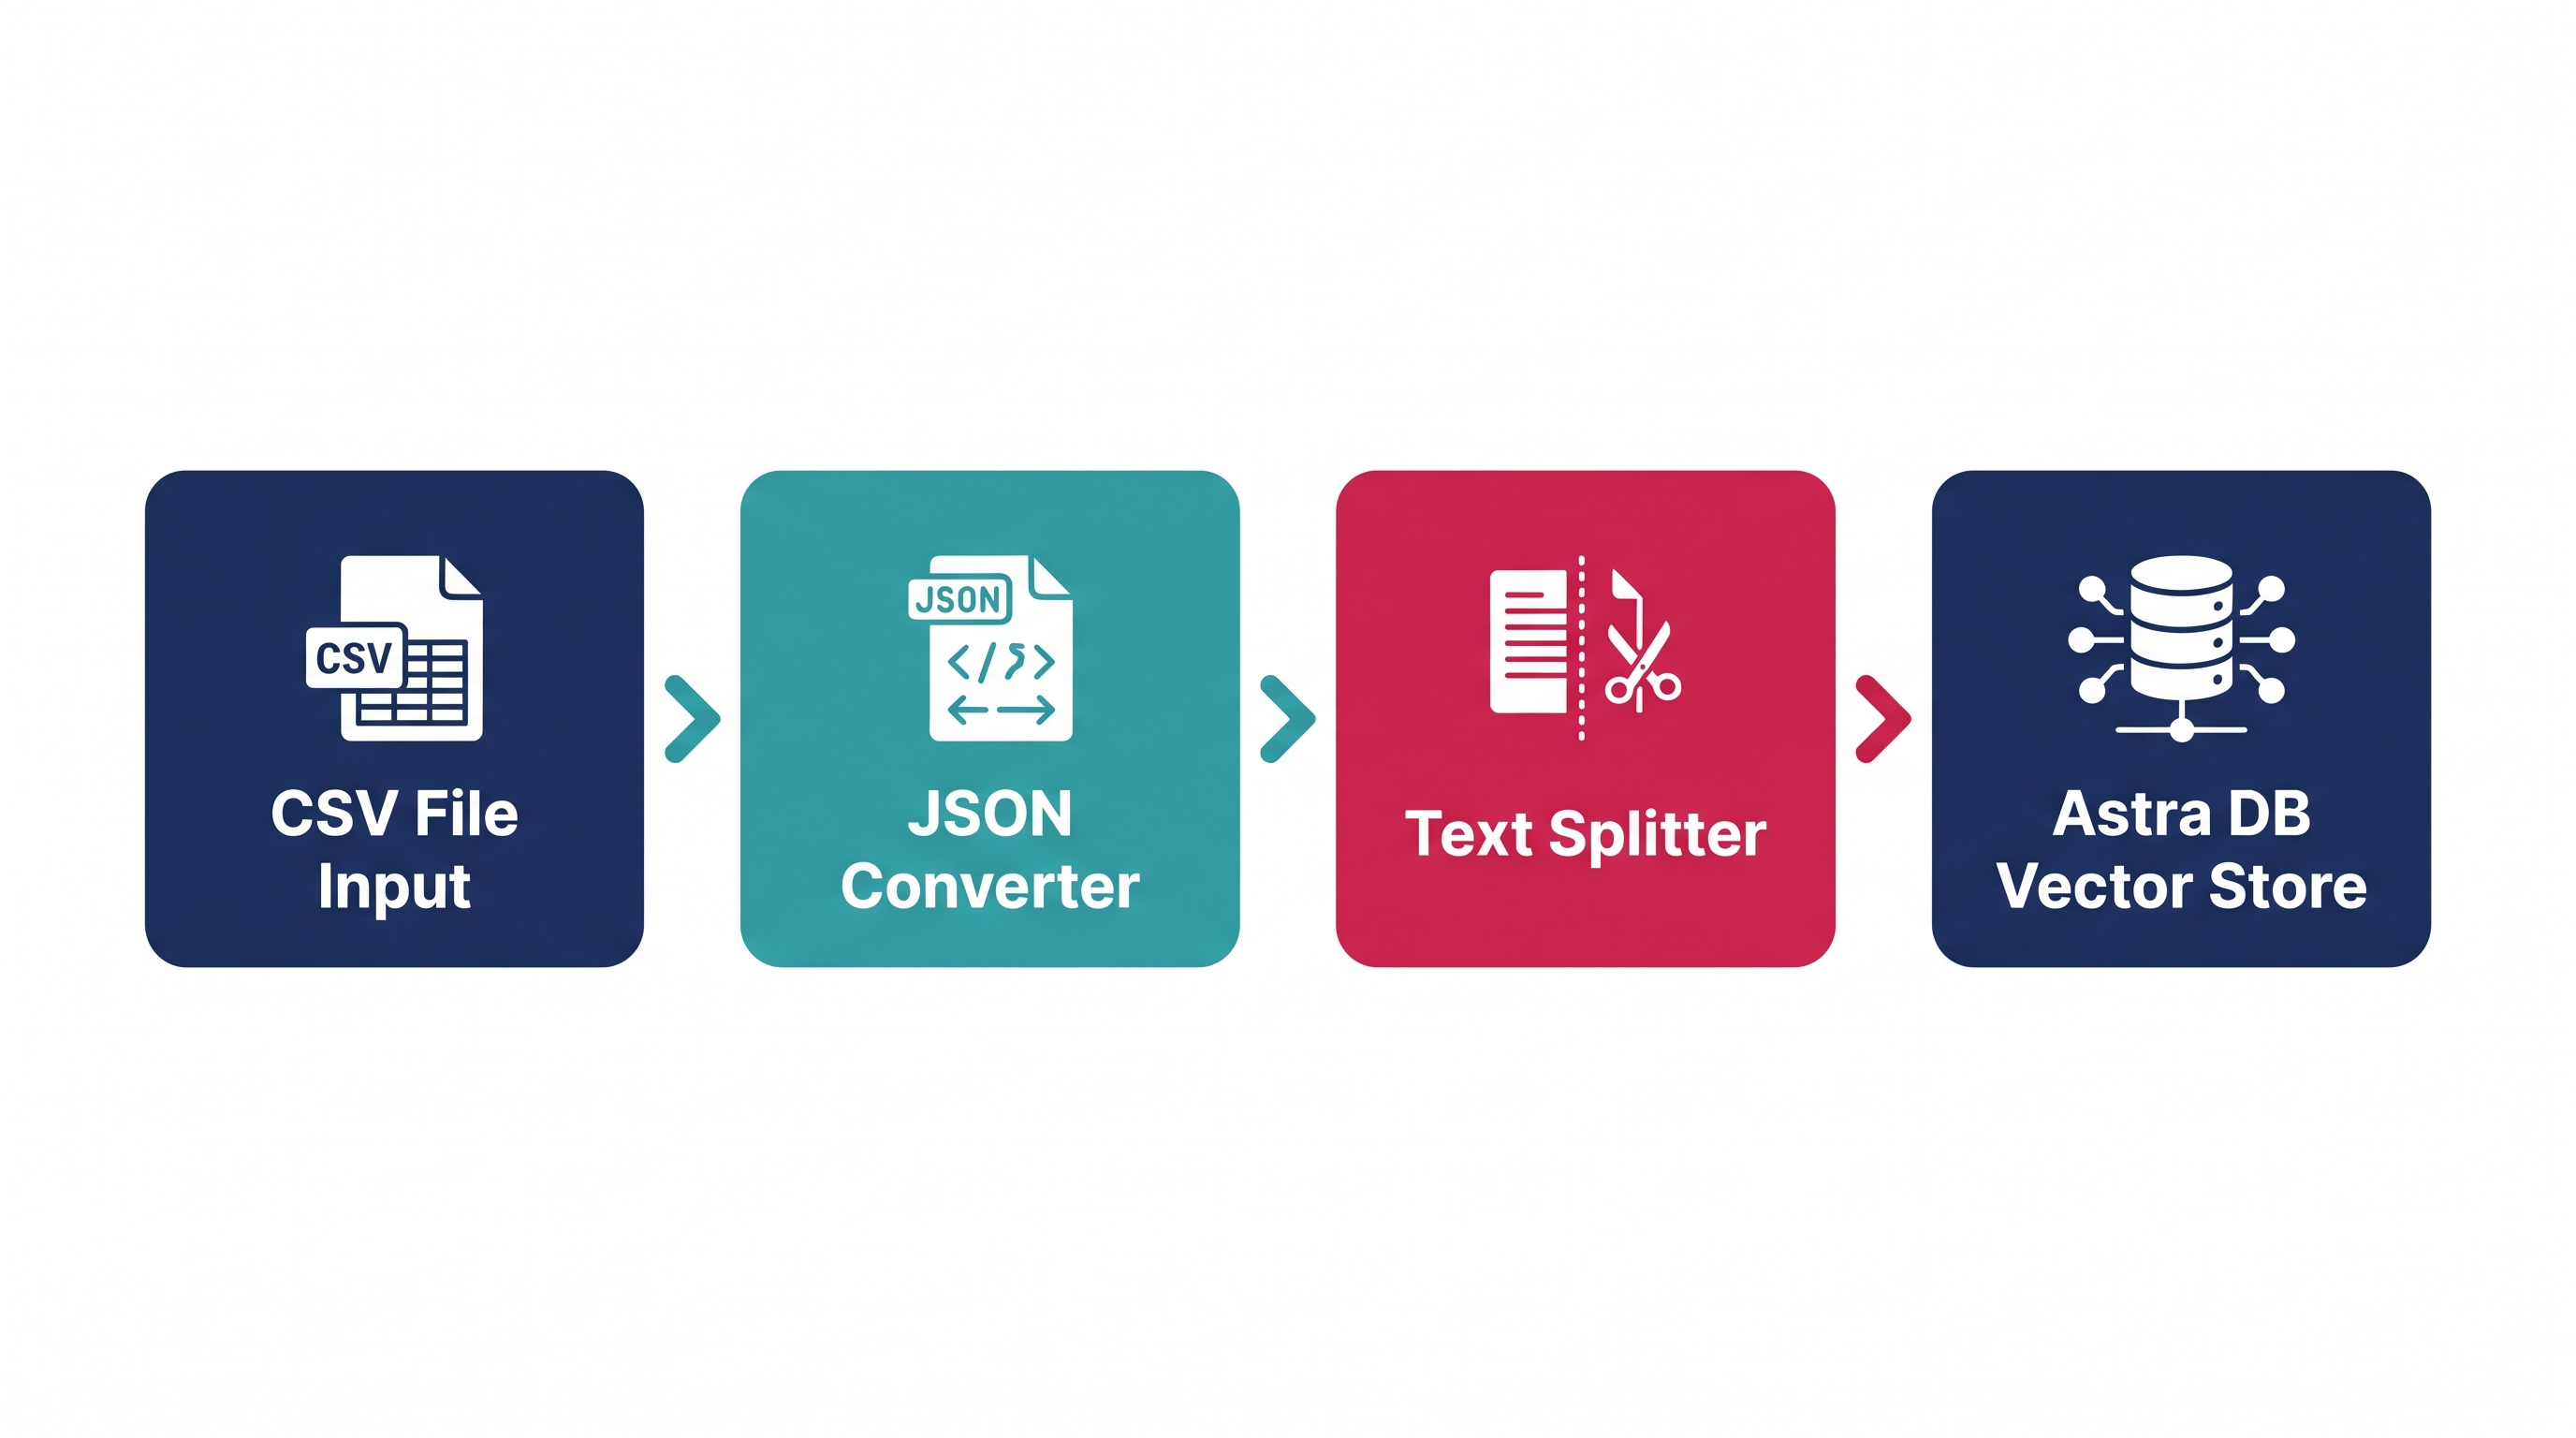 CSV
CSV File
Input
JSON
</>
JSON
Converter
Text Splitter
Astra DB
Vector Store